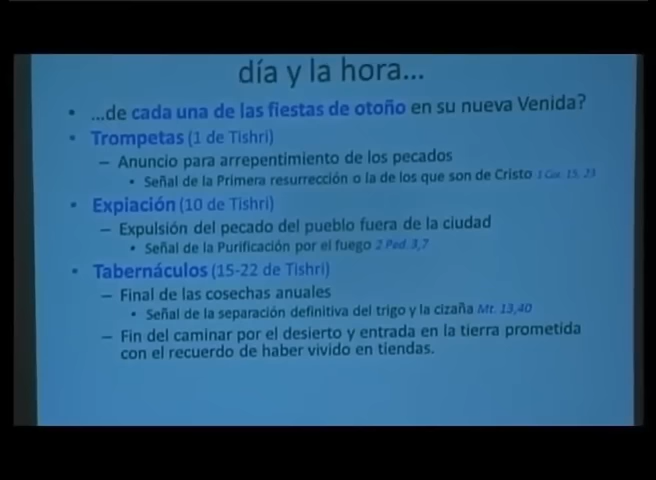 día y la hora...
• ...de cada una de las fiestas de otoño en su nueva Venida?
• Trompetas (1 de Tishri)
– Anuncio para arrepentimiento de los pecados
• Señal de la Primera resurrección o la de los que son de Cristo 1 Cor. 15, 23
• Expiación (10 de Tishri)
– Expulsión del pecado del pueblo fuera de la ciudad
• Señal de la Purificación por el fuego 2 Ped. 3,7
• Tabernáculos (15-22 de Tishri)
– Final de las cosechas anuales
• Señal de la separación definitiva del trigo y la cizaña Mt. 13,40
– Fin del caminar por el desierto y entrada en la tierra prometida
con el recuerdo de haber vivido en tiendas.